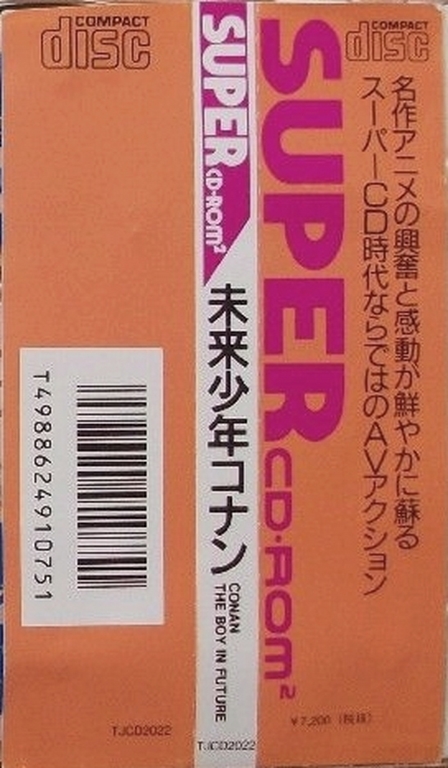 COMPACT
disc
T4988624910751
TJCD2022
SUPER
CD-ROM²
未来少年コナン
CONAN
THE BOY IN FUTURE
TJCD2022
COMPACT
disc
SUPER CD・ROM²
名作アニメの興奮と感動が鮮やかに蘇る
スーパーCD時代ならではのAVアクション
¥7,200(税抜)